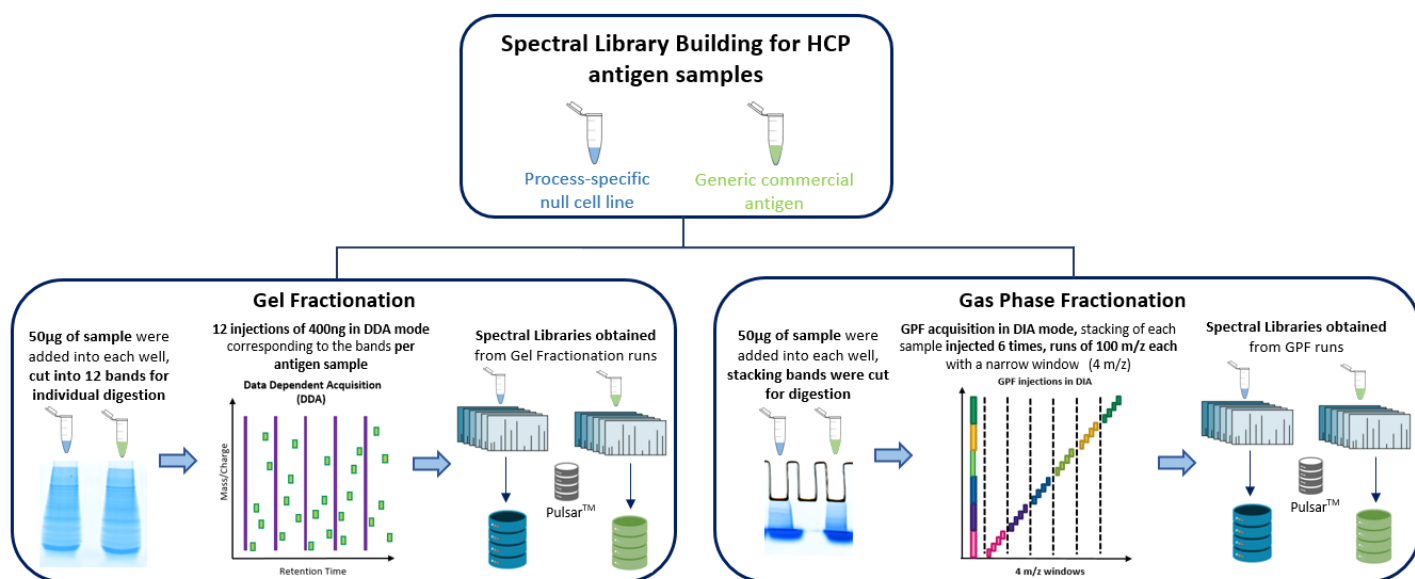 Spectral Library Building for HCP
antigen samples
Process-specific
null cell line
Generic commercial
antigen
Gel Fractionation
50µg of sample were
added into each well,
cut into 12 bands for
individual digestion
12 injections of 400ng in DDA mode
corresponding to the bands per
antigen sample
Data Dependent Acquisition
(DDA)
Mass/Charge
Retention Time
Spectral Libraries obtained
from Gel Fractionation runs
Pulsar™
Gas Phase Fractionation
50µg of sample were
added into each well,
stacking bands were cut
for digestion
GPF acquisition in DIA mode, stacking of each
sample injected 6 times, runs of 100 m/z each
with a narrow window (4 m/z)
GPF injections in DIA
4 m/z windows
Spectral Libraries obtained
from GPF runs
Pulsar™